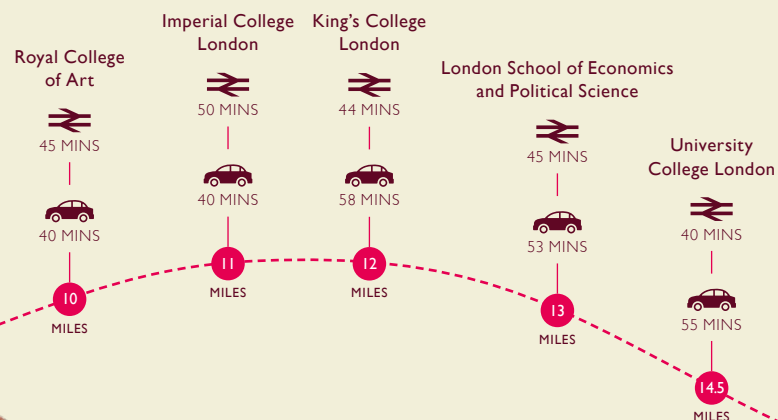 Royal College
of Art
45 MINS
40 MINS
10
MILES
Imperial College
London
50 MINS
40 MINS
11
MILES
King's College
London
44 MINS
58 MINS
12
MILES
London School of Economics
and Political Science
45 MINS
53 MINS
13
MILES
University
College London
40 MINS
55 MINS
14.5
MILES